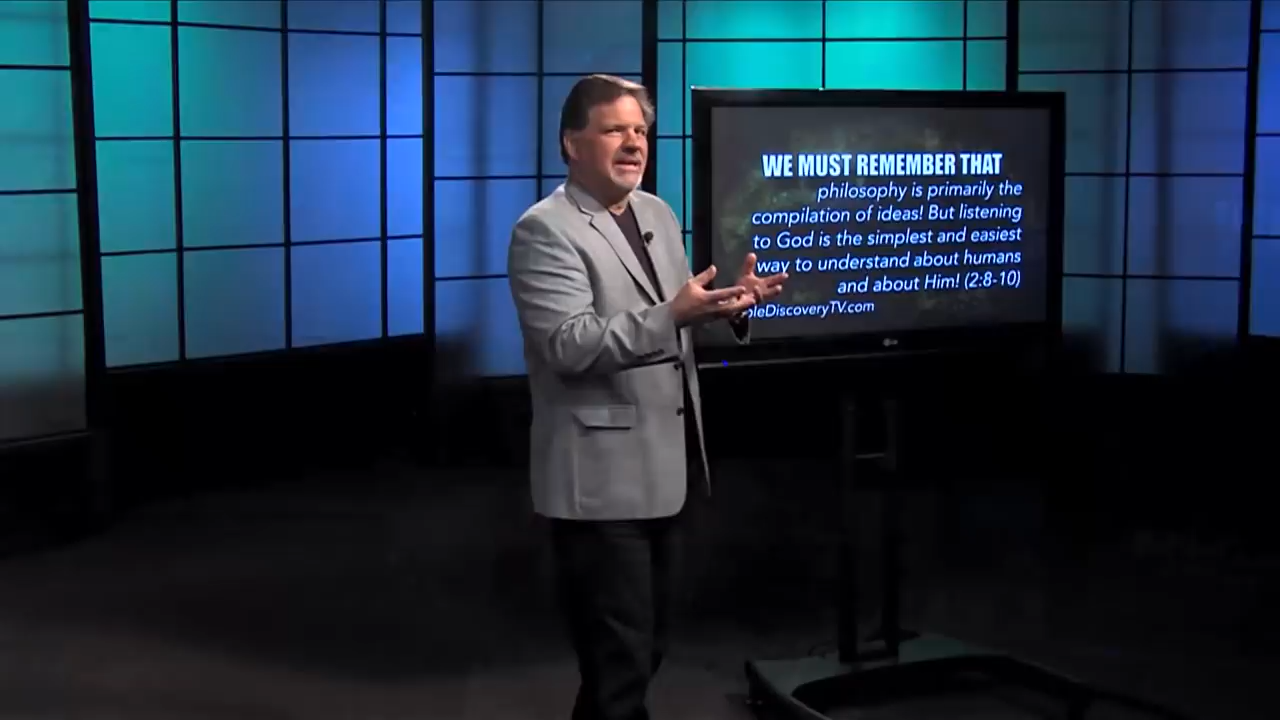 WE MUST REMEMBER THAT
philosophy is primarily the
compilation of ideas! But listening
to God is the simplest and easiest
way to understand about humans
and about Him! (2:8-10)
bleDiscoveryTV.com
LG